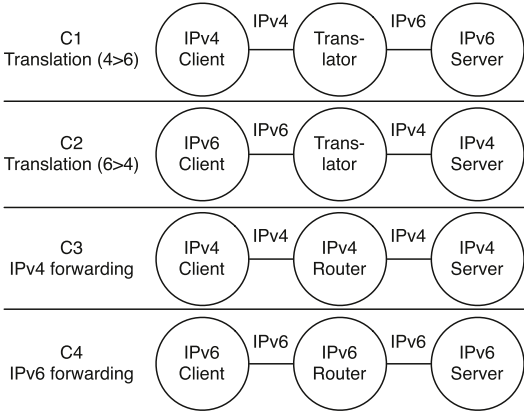 C1
Translation (4>6)
IPv4
Client
IPv4
Trans-
lator
IPv6
IPv6
Server
C2
Translation (6>4)
IPv6
Client
IPv6
Trans-
lator
IPv4
IPv4
Server
C3
IPv4 forwarding
IPv4
Client
IPv4
IPv4
Router
IPv4
IPv4
Server
C4
IPv6 forwarding
IPv6
Client
IPv6
IPv6
Router
IPv6
IPv6
Server